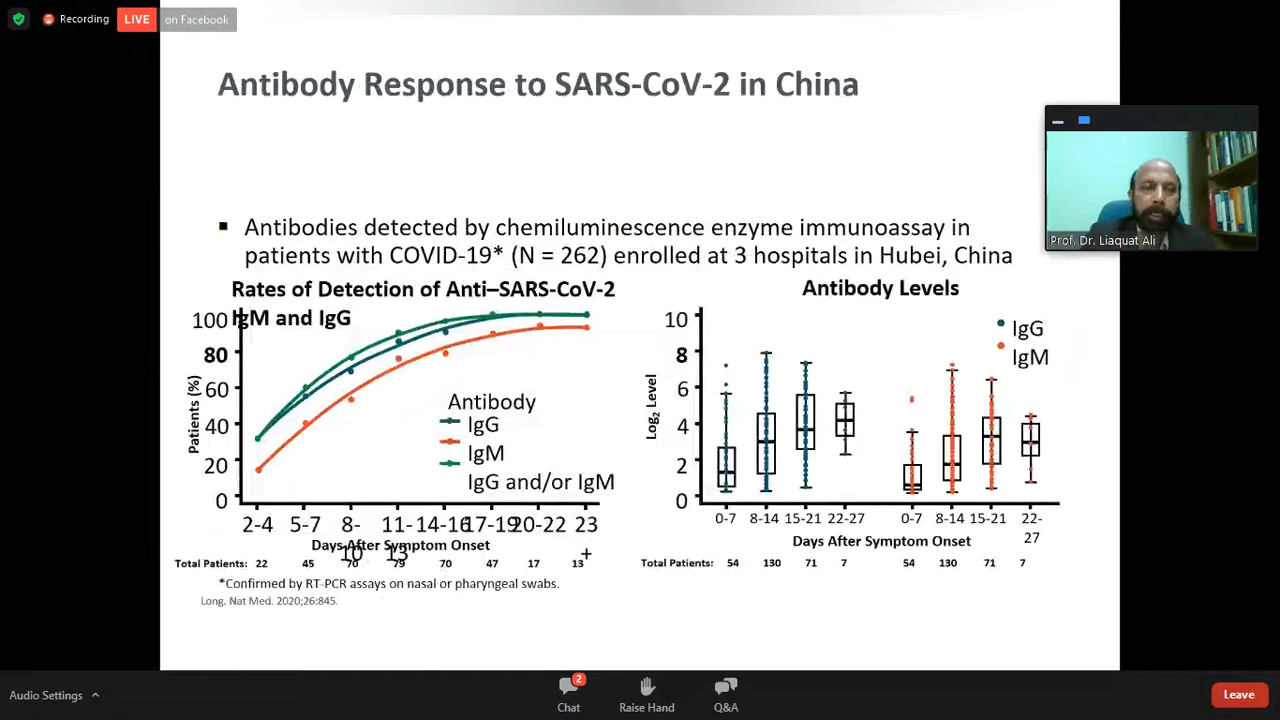 Recording
LIVE
on Facebook
Antibody Response to SARS-CoV-2 in China
Prof. Dr. Liaquat Ali
▪ Antibodies detected by chemiluminescence enzyme immunoassay in
patients with COVID-19* (N = 262) enrolled at 3 hospitals in Hubei, China
Rates of Detection of Anti–SARS-CoV-2
IgM and IgG
100
80
60
40
20
0
Patients (%)
Antibody
IgG
IgM
IgG and/or IgM
2-4 5-7 8-10 11-13 14-16 17-19 20-22 23+
Days After Symptom Onset
Total Patients: 22 45 70 79 70 47 17 13
*Confirmed by RT-PCR assays on nasal or pharyngeal swabs.
Long. Nat Med. 2020;26:845.
Antibody Levels
10
8
6
4
2
0
Log2 Level
IgG
IgM
0-7 8-14 15-21 22-27 0-7 8-14 15-21 22-27
Days After Symptom Onset
Total Patients: 54 130 71 7 54 130 71 7
Audio Settings
2
Chat
Raise Hand
Q&A
Leave